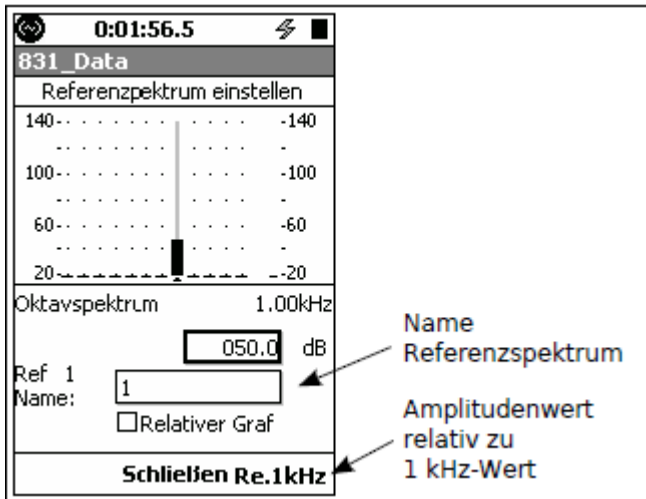 0:01:56.5
831_Data
Referenzpektrum einstellen
140 -140
100 -100
60 -60
20 -20
Oktavspektrum 1.00kHz
050.0 dB
Ref 1
Name: 1
Relativer Graf
Schließen Re.1kHz
Name
Referenzspektrum
Amplitudenwert
relativ zu
1 kHz-Wert